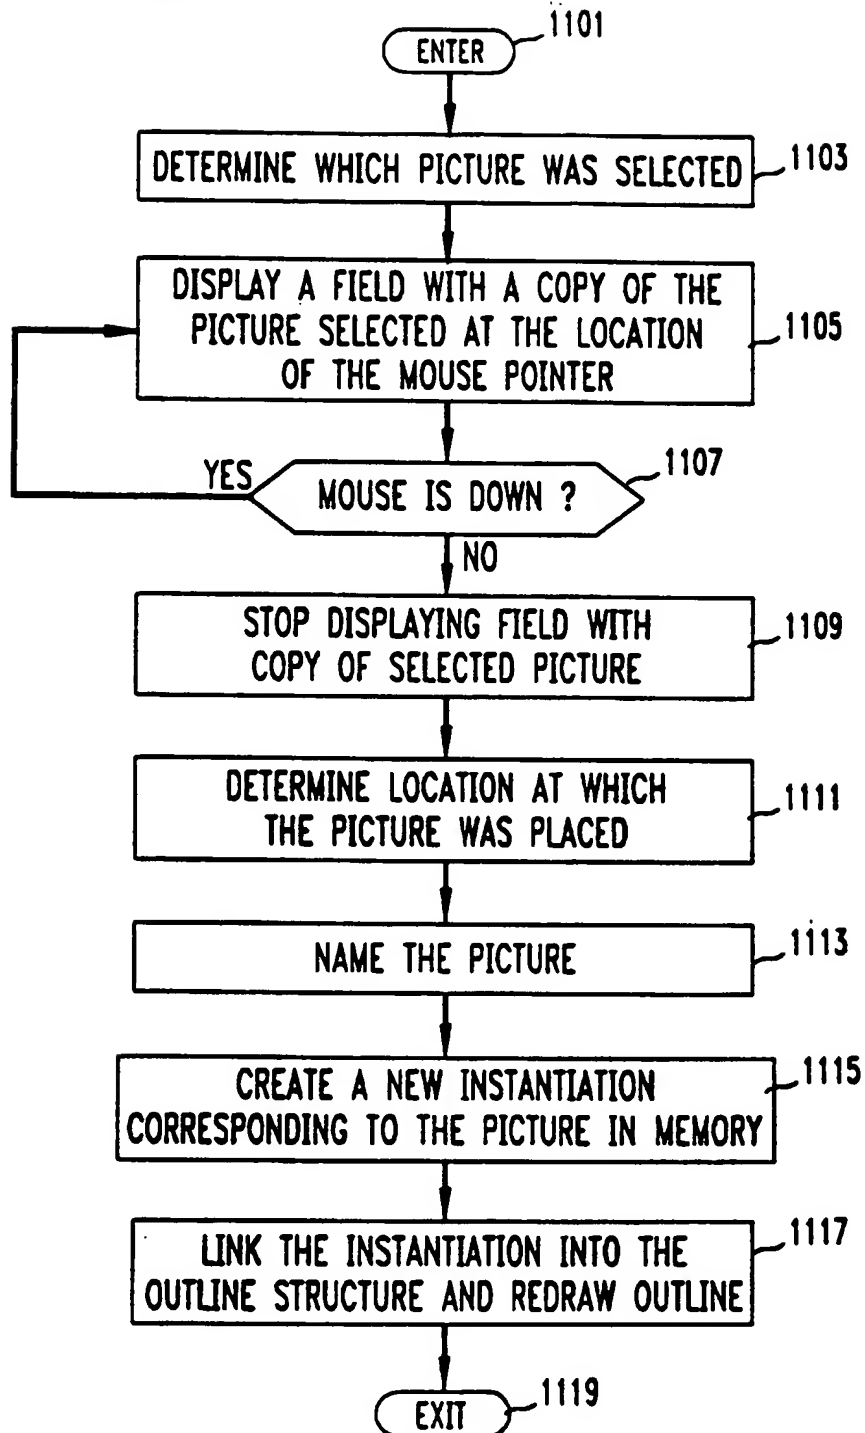 1101
ENTER
DETERMINE WHICH PICTURE WAS SELECTED
1103
DISPLAY A FIELD WITH A COPY OF THE
PICTURE SELECTED AT THE LOCATION
OF THE MOUSE POINTER
1105
YES
MOUSE IS DOWN ?
1107
NO
STOP DISPLAYING FIELD WITH
COPY OF SELECTED PICTURE
1109
DETERMINE LOCATION AT WHICH
THE PICTURE WAS PLACED
1111
NAME THE PICTURE
1113
CREATE A NEW INSTANTIATION
CORRESPONDING TO THE PICTURE IN MEMORY
1115
LINK THE INSTANTIATION INTO THE
OUTLINE STRUCTURE AND REDRAW OUTLINE
1117
EXIT
1119